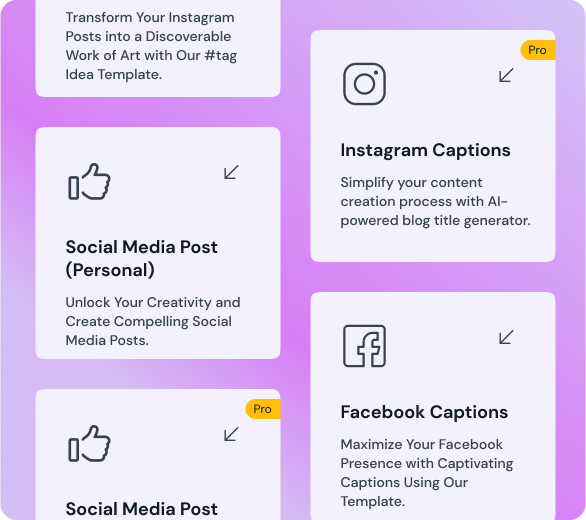 Transform Your Instagram
Posts into a Discoverable
Work of Art with Our #tag
Idea Template.
Social Media Post
(Personal)
Unlock Your Creativity and
Create Compelling Social
Media Posts.
Pro
Social Media Post
Pro
Instagram Captions
Simplify your content
creation process with AI-
powered blog title generator.
Facebook Captions
Maximize Your Facebook
Presence with Captivating
Captions Using Our
Template.